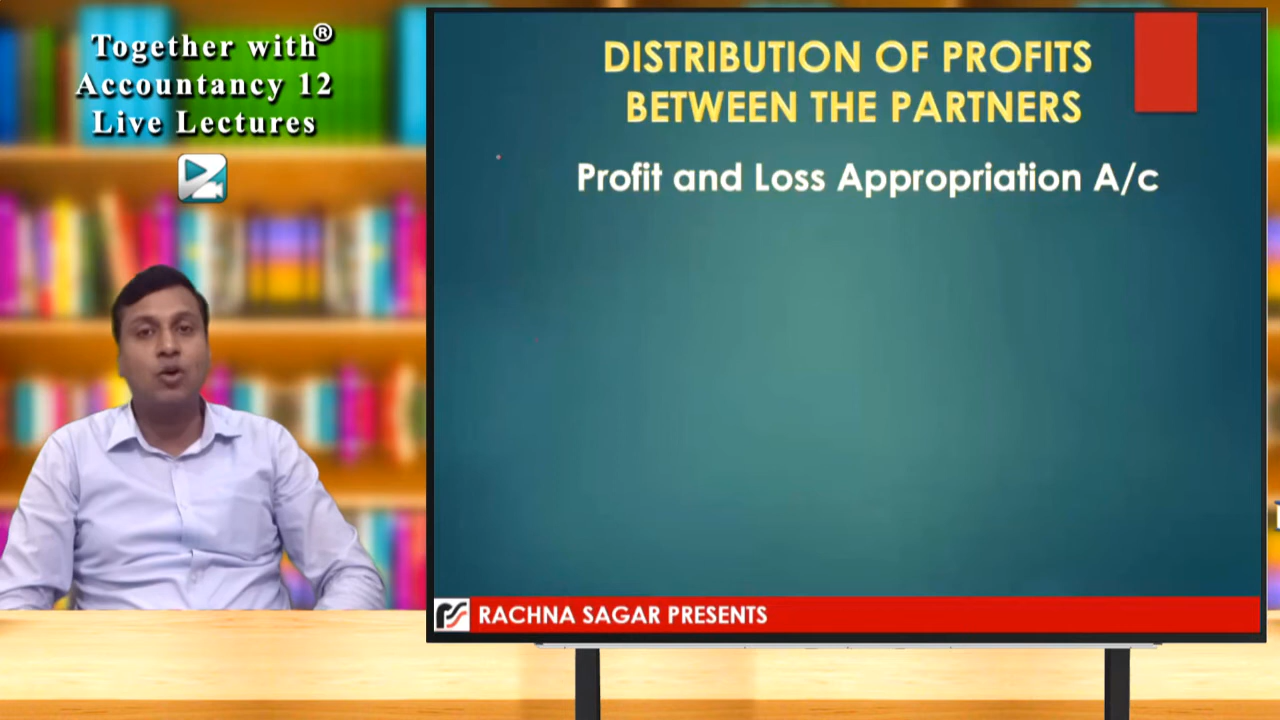 Together with®
Accountancy 12
Live Lectures
DISTRIBUTION OF PROFITS
BETWEEN THE PARTNERS
Profit and Loss Appropriation A/c
RACHNA SAGAR PRESENTS